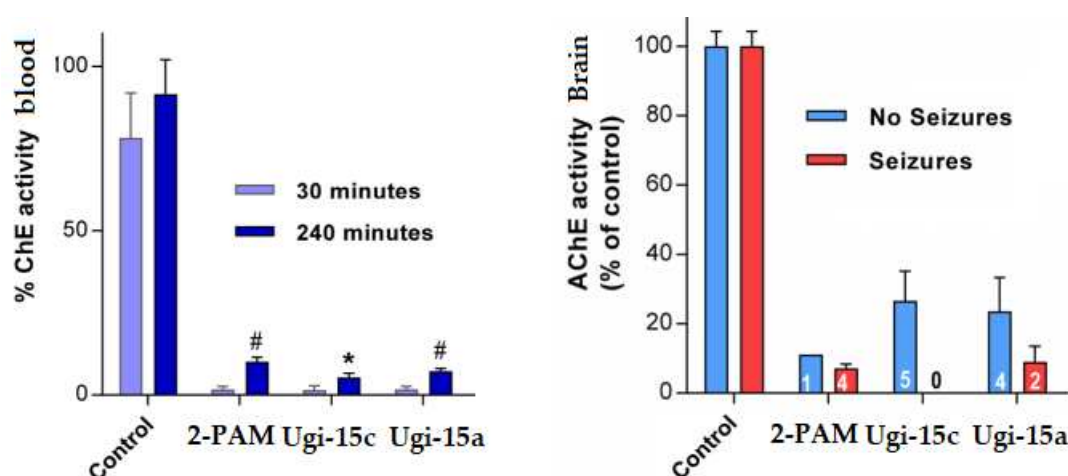 % ChE activity blood
100
50
0
30 minutes
240 minutes
#
*
#
Control
2-PAM Ugi-15c Ugi-15a
AChE activity Brain
(% of control)
100
80
60
40
20
0
No Seizures
Seizures
1
4
5
0
4
2
Control
2-PAM Ugi-15c Ugi-15a